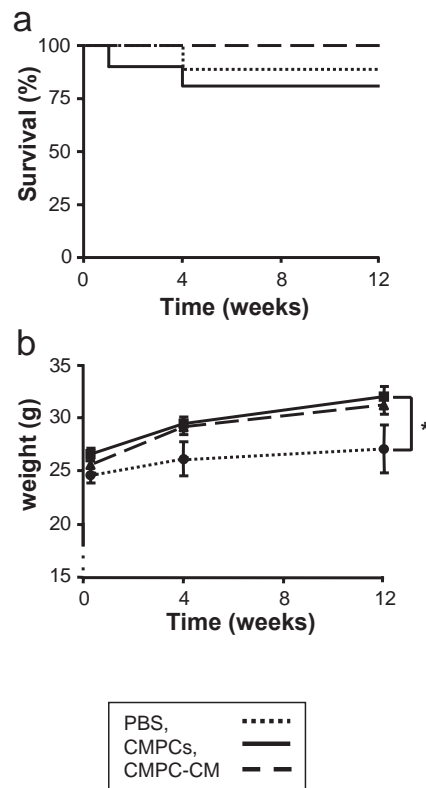 a
100
75
50
25
0
Survival (%)
0 4 8 12
Time (weeks)
b
35
30
25
20
15
weight (g)
*
0 4 8 12
Time (weeks)
PBS,
CMPCs,
CMPC-CM